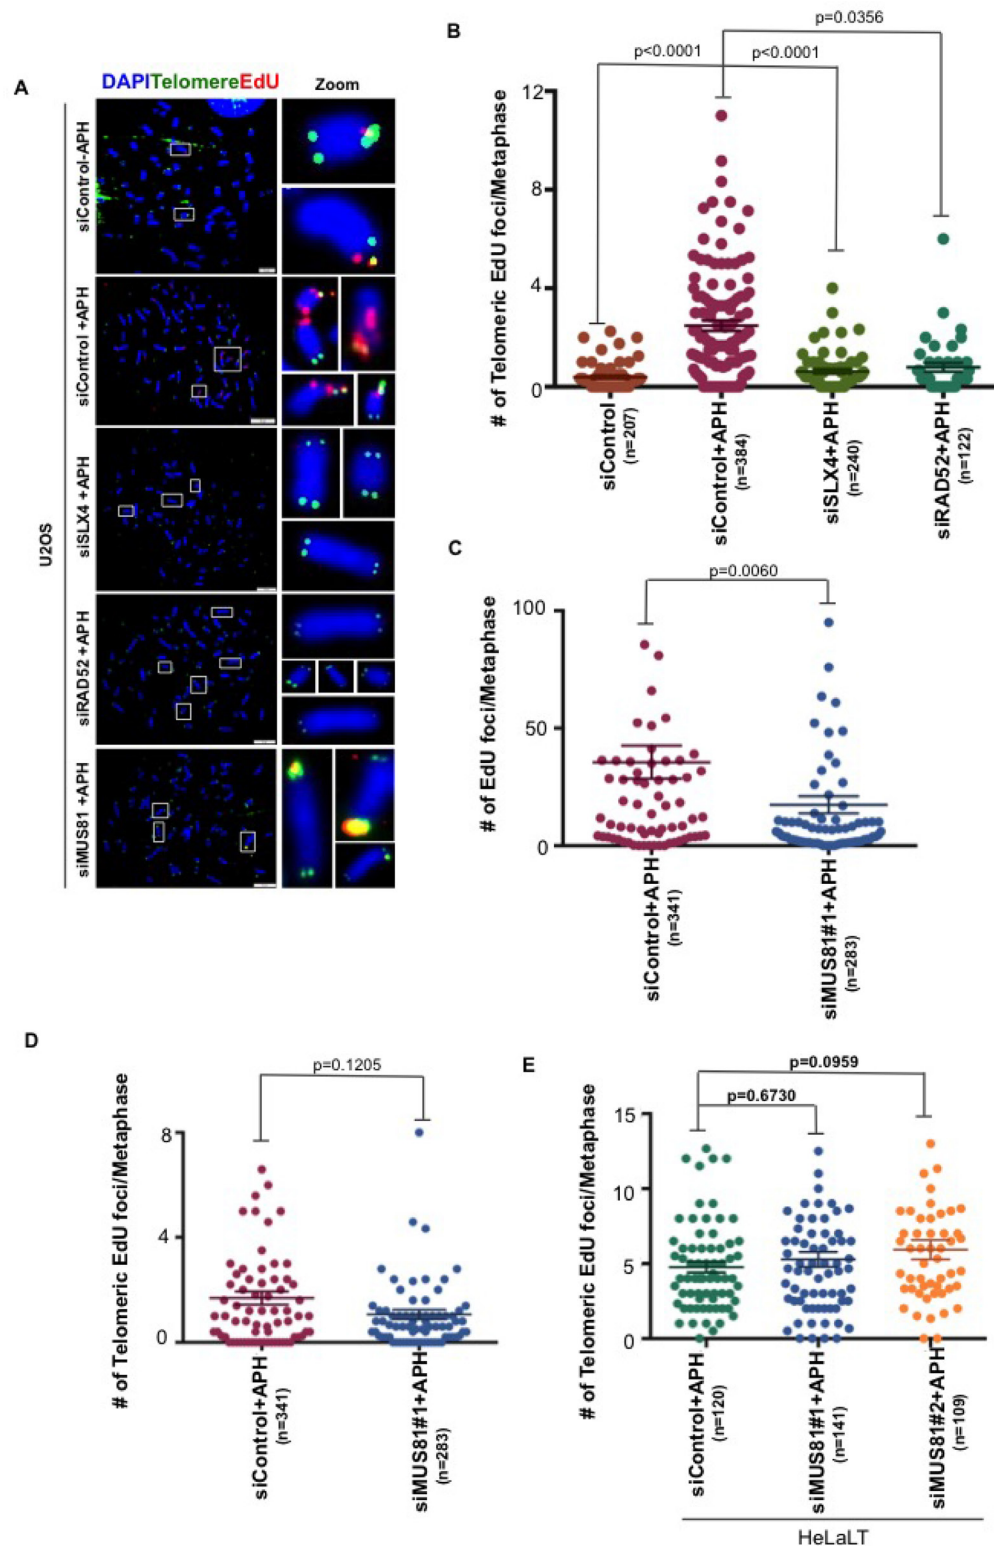 A
DAPITelomereEdU
Zoom
U2OS
siControl-APH
siControl +APH
siSLX4 +APH
siRAD52 +APH
siMUS81 +APH
B
p=0.0356
p<0.0001
p<0.0001
# of Telomeric EdU foci/Metaphase
12
8
4
0
siControl
(n=207)
siControl+APH
(n=384)
siSLX4+APH
(n=240)
siRAD52+APH
(n=122)
C
p=0.0060
# of EdU foci/Metaphase
100
50
0
siControl+APH
(n=341)
siMUS81#1+APH
(n=283)
D
p=0.1205
# of Telomeric EdU foci/Metaphase
8
4
0
siControl+APH
(n=341)
siMUS81#1+APH
(n=283)
E
p=0.0959
p=0.6730
# of Telomeric EdU foci/Metaphase
15
10
5
0
siControl+APH
(n=120)
siMUS81#1+APH
(n=141)
siMUS81#2+APH
(n=109)
HeLaLT